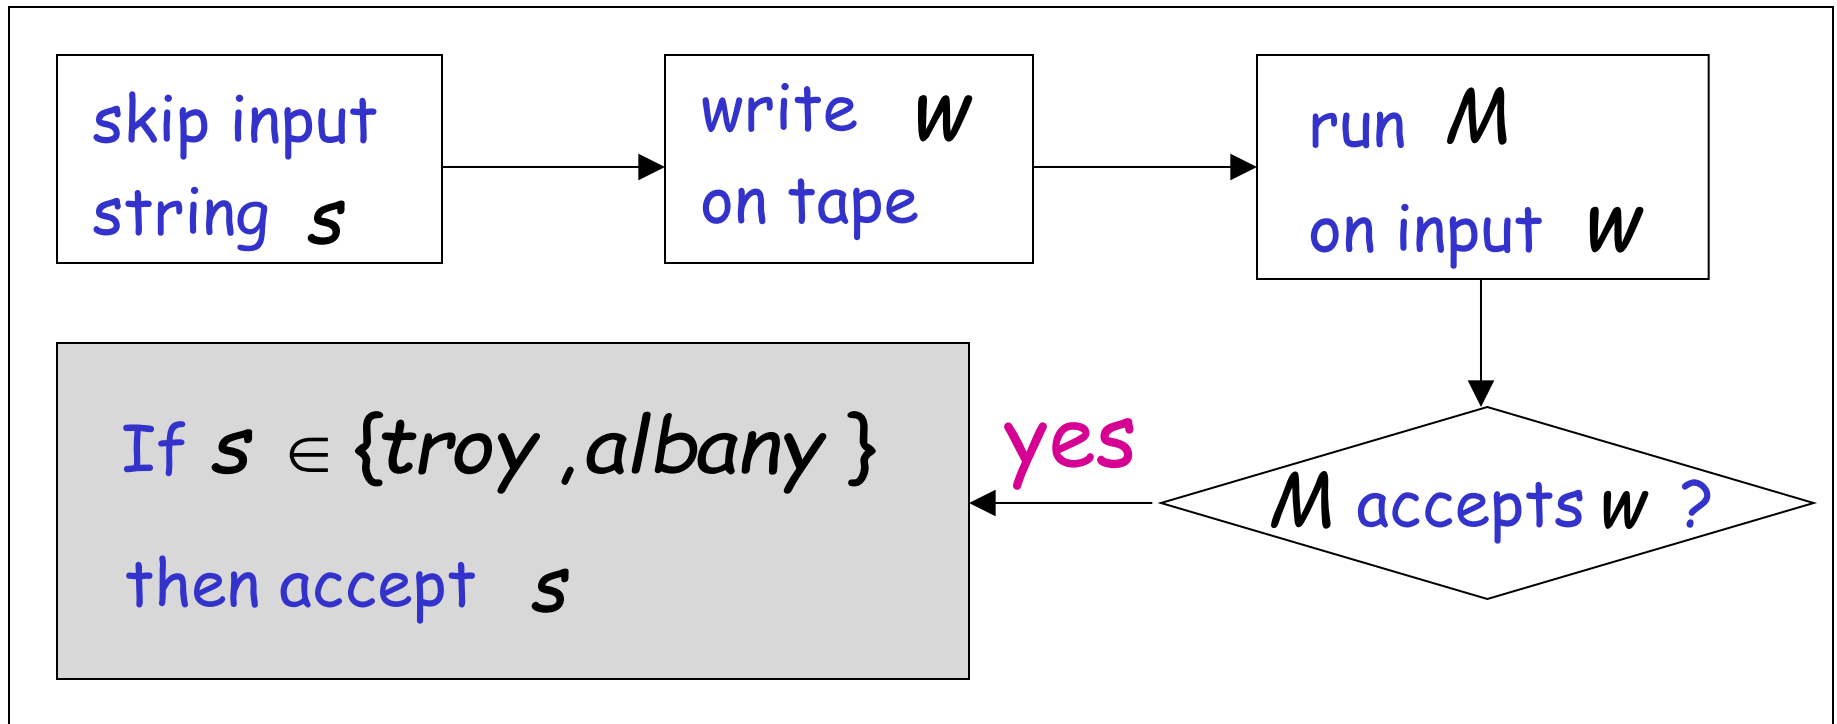 skip input
string s
write w
on tape
run M
on input w
M accepts w ?
yes
If s ∈ {troy ,albany }
then accept s